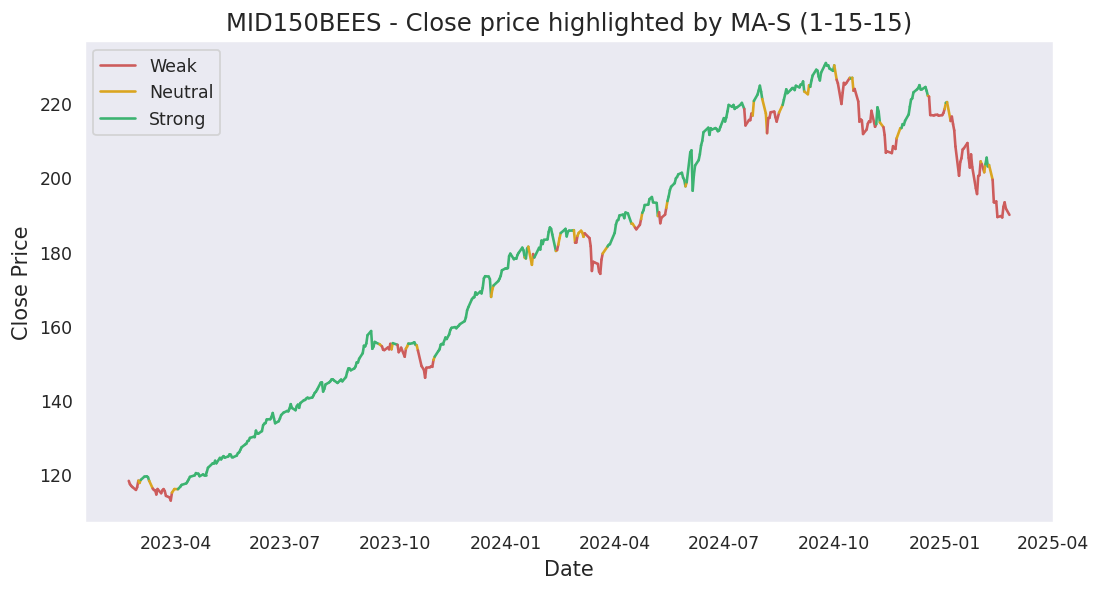 MID150BEES - Close price highlighted by MA-S (1-15-15)
Weak
Neutral
Strong
Close Price
220
200
180
160
140
120
2023-04 2023-07 2023-10 2024-01 2024-04 2024-07 2024-10 2025-01 2025-04
Date